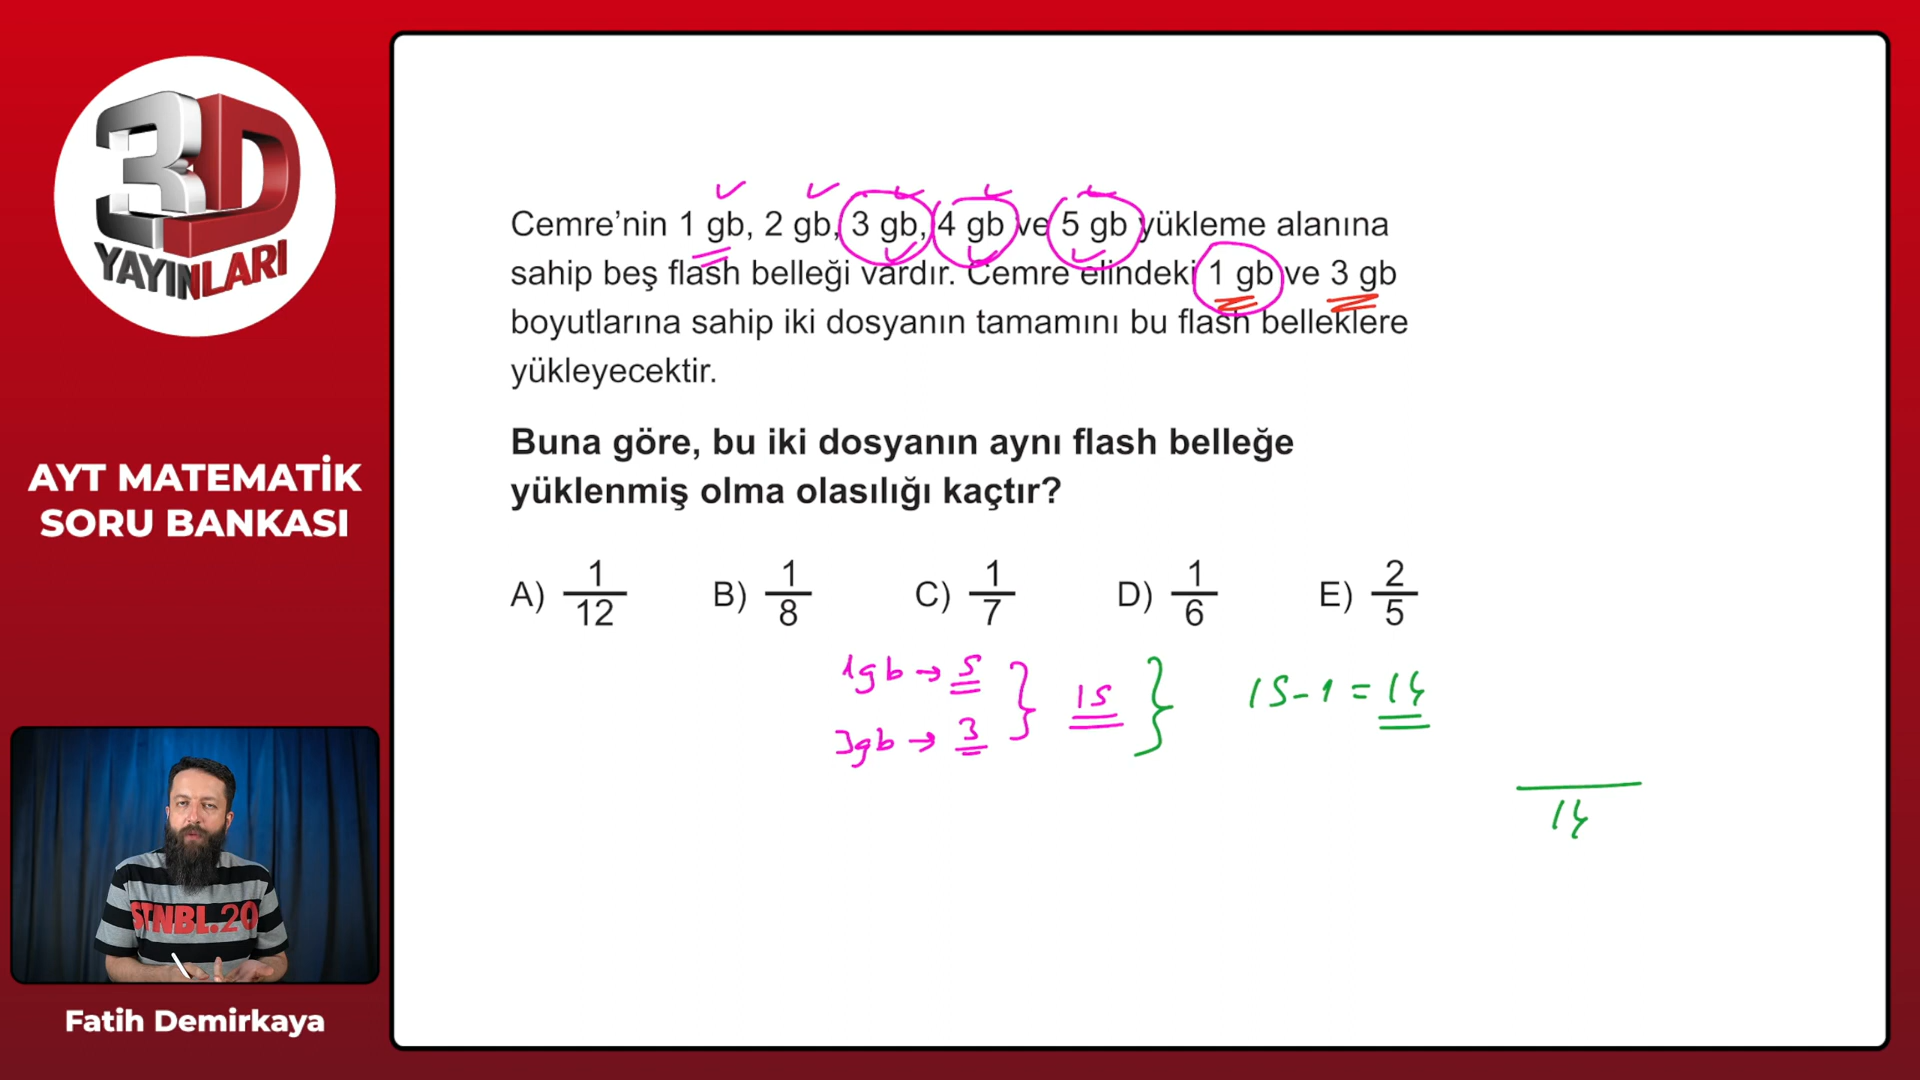 3D
YAYINLARI
AYT MATEMATİK
SORU BANKASI
STNBL.20
Fatih Demirkaya
Cemre’nin 1 gb, 2 gb, 3 gb, 4 gb ve 5 gb yükleme alanına
sahip beş flash belleği vardır. Cemre elindeki 1 gb ve 3 gb
boyutlarına sahip iki dosyanın tamamını bu flash belleklere
yükleyecektir.
Buna göre, bu iki dosyanın aynı flash belleğe
yüklenmiş olma olasılığı kaçtır?
A) 1/12 B) 1/8 C) 1/7 D) 1/6 E) 2/5
1gb → 5 } 15 } 15 - 1 = 14
3gb → 3
14